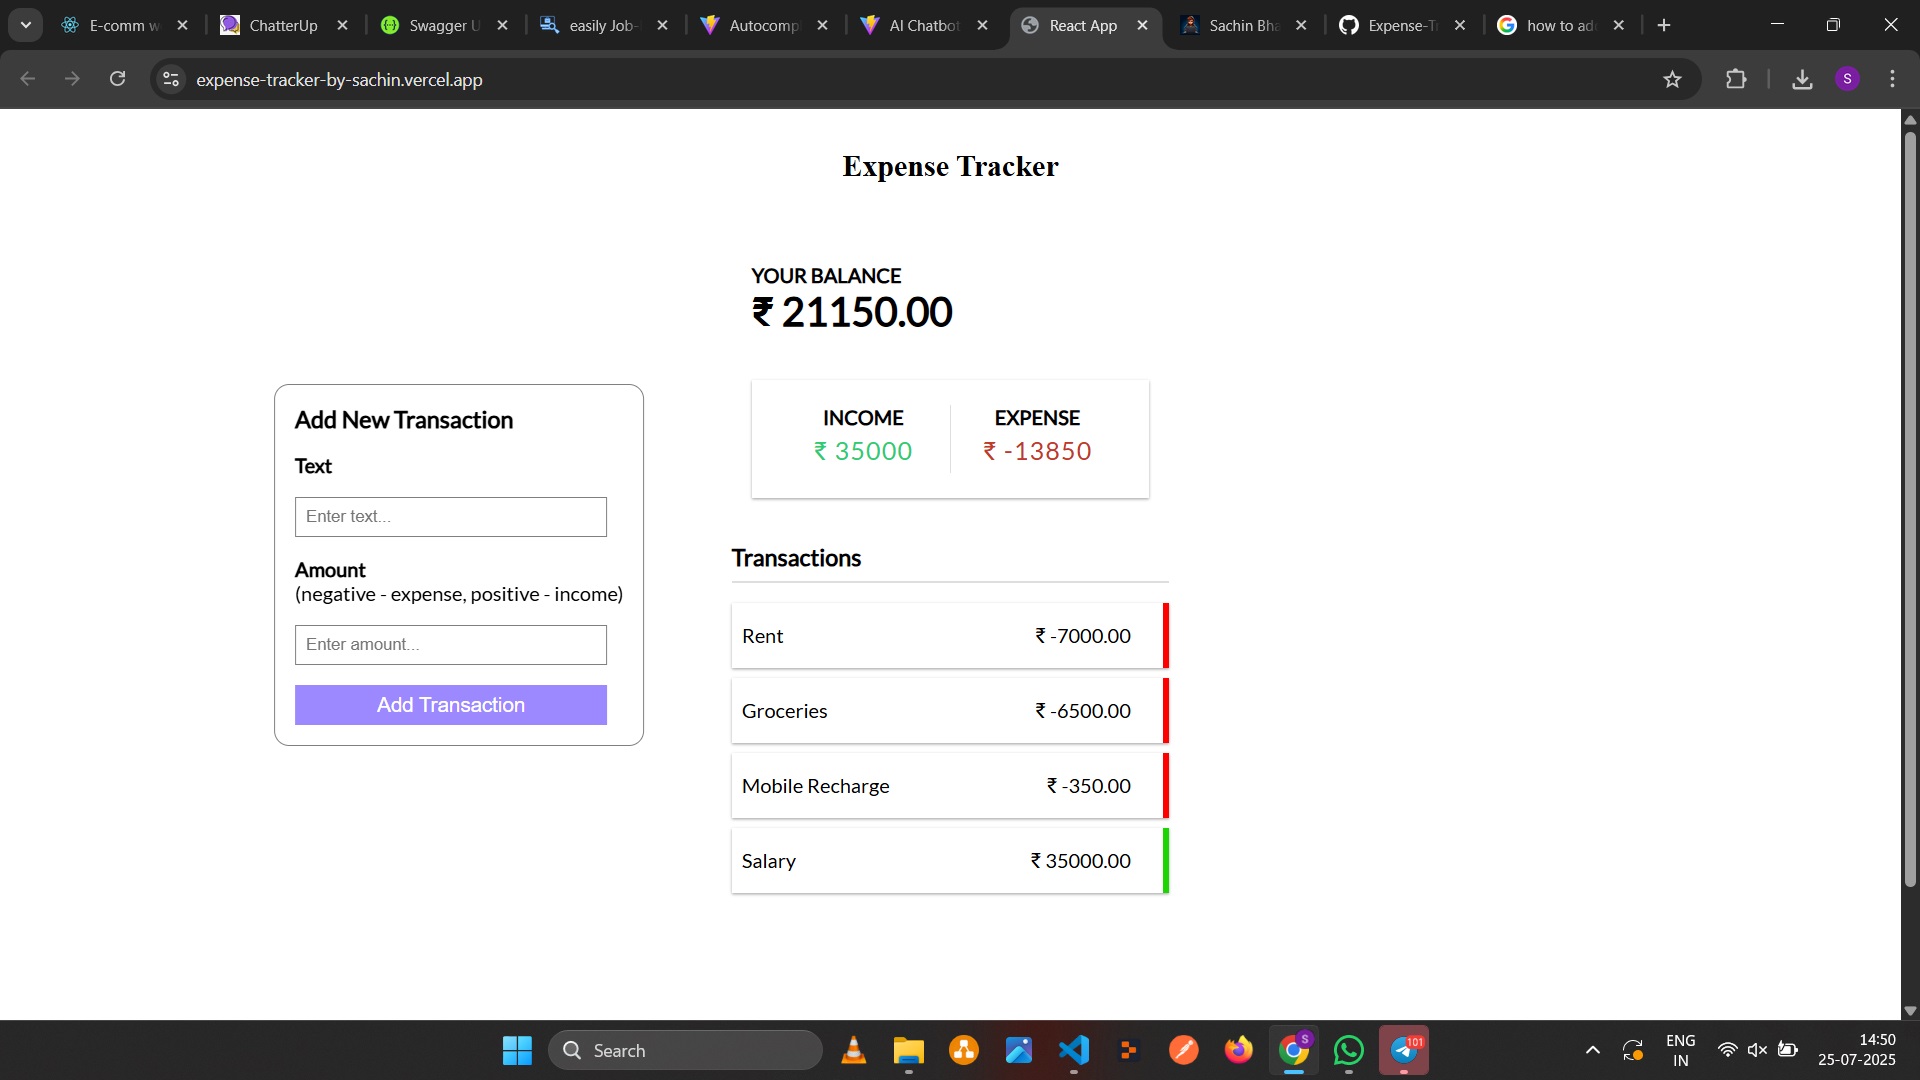 E-comm w
ChatterUp
Swagger U
easily Job-
Autocomp
AI Chatbot
React App
Sachin Bha
Expense-T
how to ad
expense-tracker-by-sachin.vercel.app
S
Expense Tracker
YOUR BALANCE
₹ 21150.00
Add New Transaction
Text
Enter text...
Amount
(negative - expense, positive - income)
Enter amount...
Add Transaction
INCOME
₹ 35000
EXPENSE
₹ -13850
Transactions
Rent ₹ -7000.00
Groceries ₹ -6500.00
Mobile Recharge ₹ -350.00
Salary ₹ 35000.00
Search
S
101
ENG
IN
14:50
25-07-2025